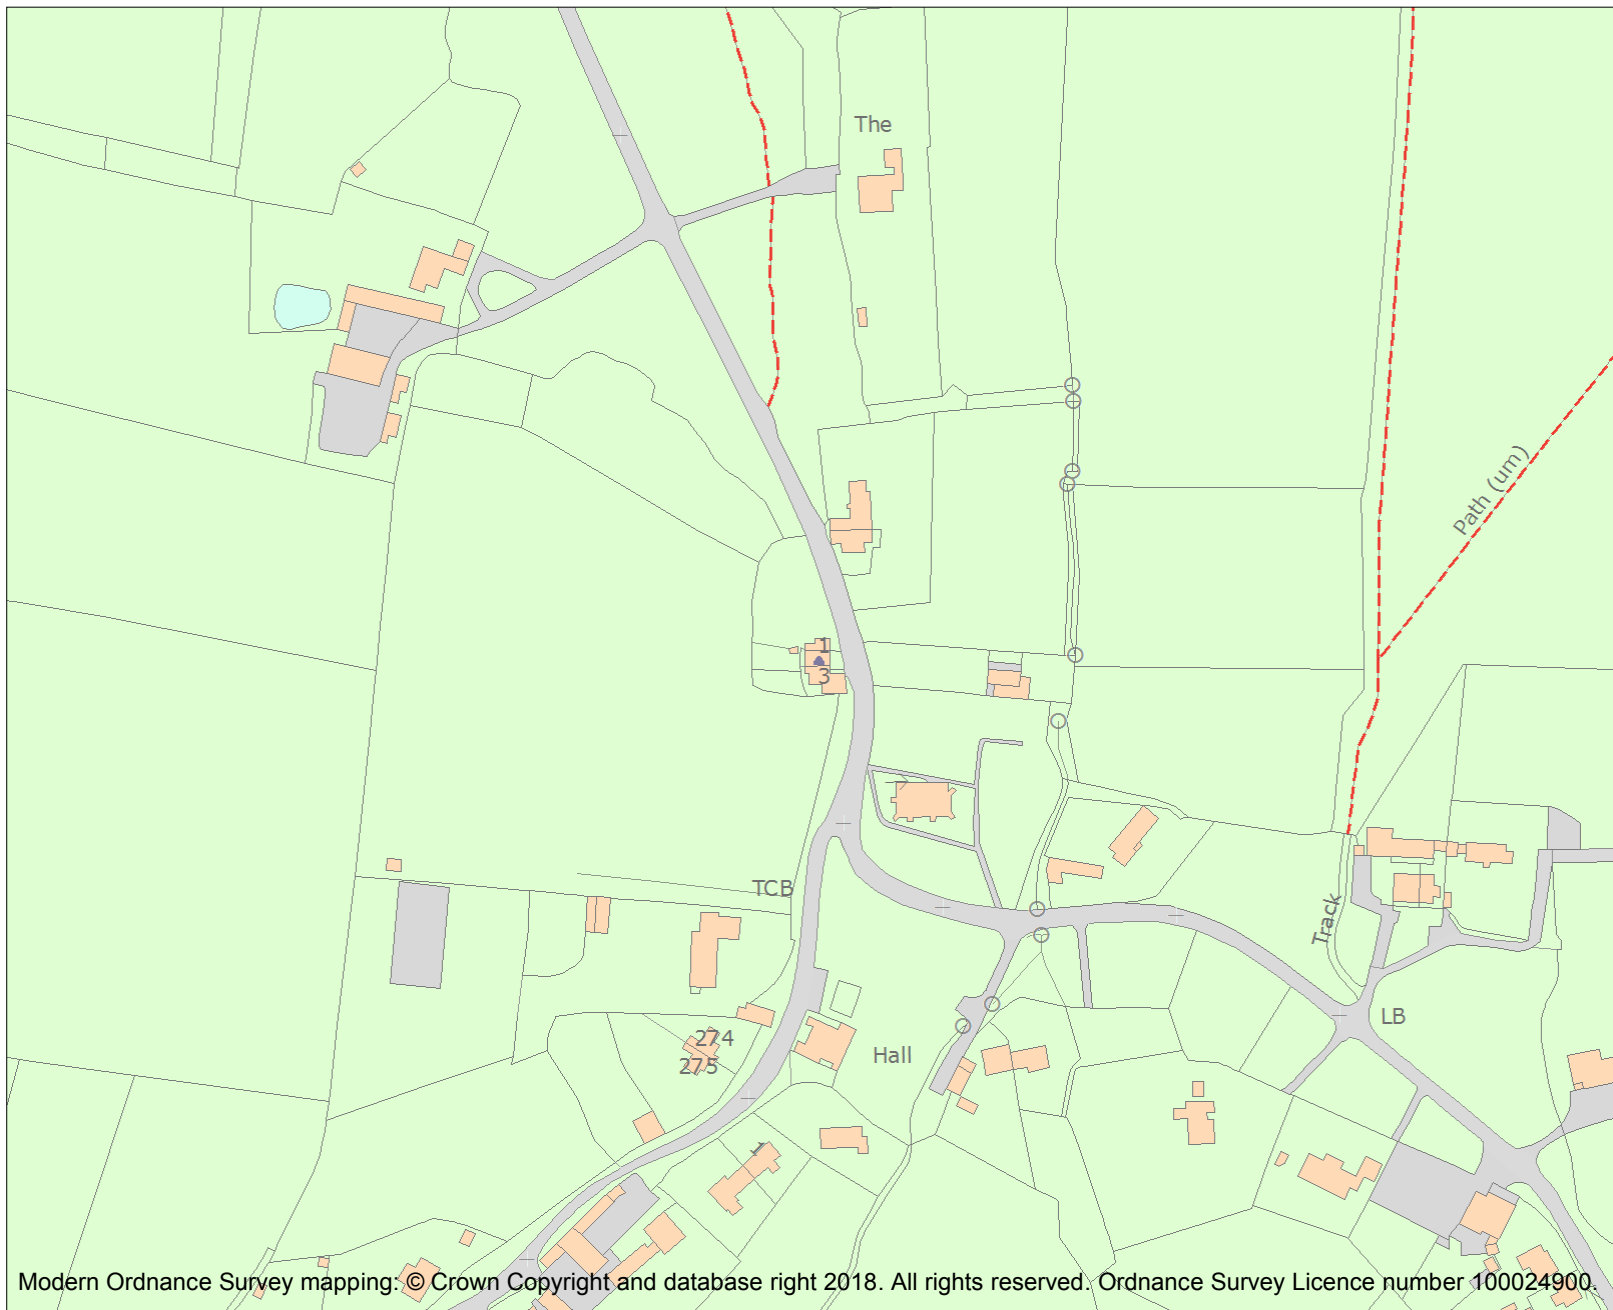 The
Path (um)
1
3
TCB
Track
LB
274
Hall
275
1
Modern Ordnance Survey mapping: © Crown Copyright and database right 2018. All rights reserved. Ordnance Survey Licence number 100024900.